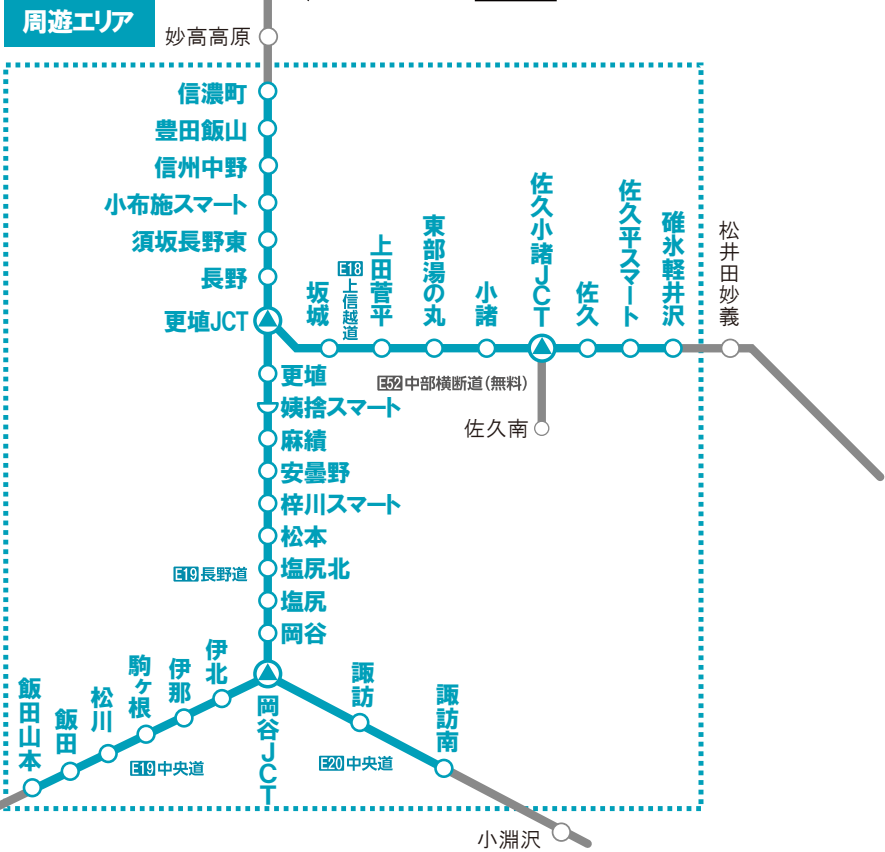 周遊エリア
妙高高原
信濃町
豊田飯山
信州中野
小布施スマート
須坂長野東
長野
更埴JCT
坂城
E18
上信越道
上田菅平
東部湯の丸
小諸
佐久小諸JCT
佐久
佐久平スマート
碓氷軽井沢
松井田妙義
E52 中部横断道(無料)
佐久南
更埴
姨捨スマート
麻績
安曇野
梓川スマート
松本
塩尻北
E19 長野道
塩尻
岡谷
岡谷JCT
伊北
伊那
駒ケ根
松川
飯田
飯田山本
E19 中央道
諏訪
諏訪南
E20 中央道
小淵沢